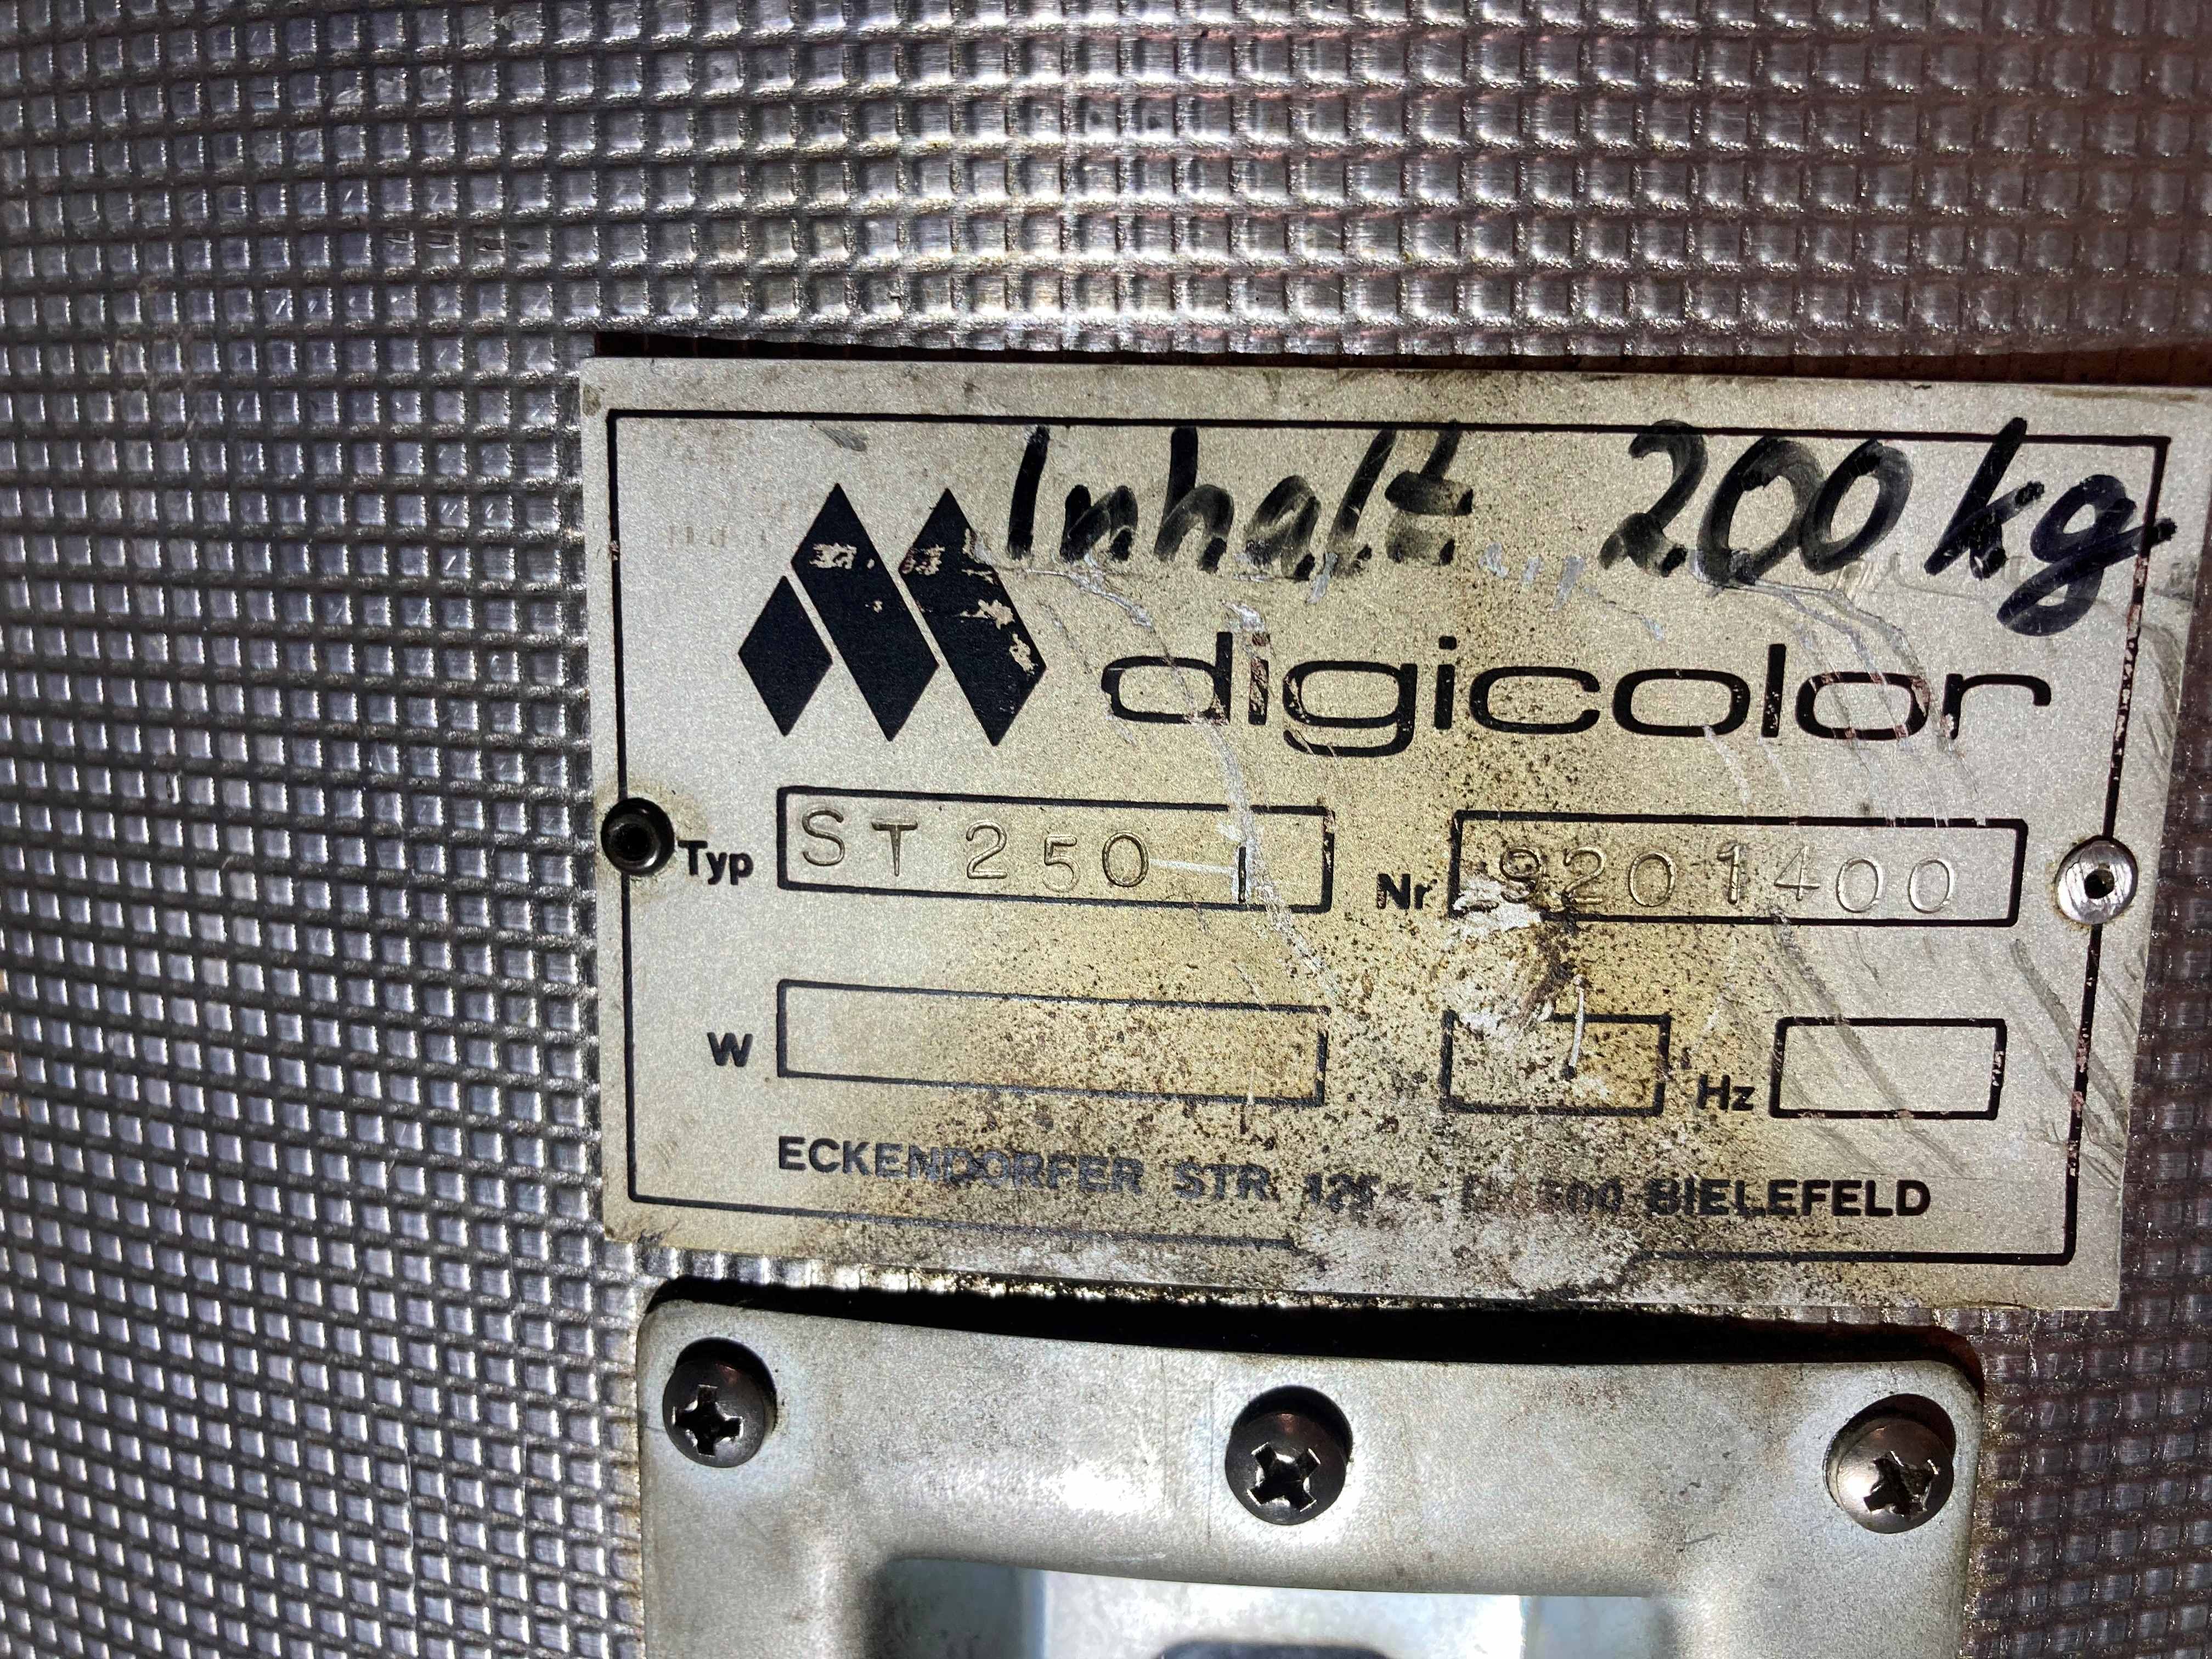 Inhalt 200 kg
digicolor
Typ ST 250 I Nr 9201400
W Hz
ECKENDORFER STR. BIELEFELD